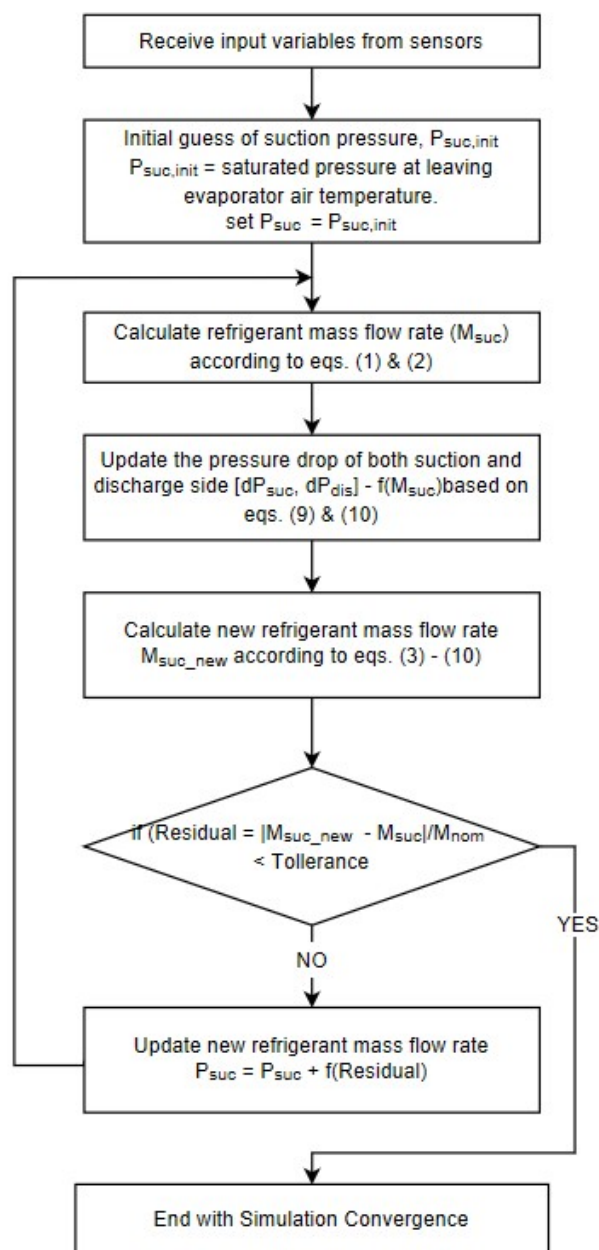 Receive input variables from sensors
Initial guess of suction pressure, Psuc,init
Psuc,init = saturated pressure at leaving
evaporator air temperature.
set Psuc = Psuc,init
Calculate refrigerant mass flow rate (Msuc)
according to eqs. (1) & (2)
Update the pressure drop of both suction and
discharge side [dPsuc, dPdis] - f(Msuc)based on
eqs. (9) & (10)
Calculate new refrigerant mass flow rate
Msuc_new according to eqs. (3) - (10)
if (Residual = |Msuc_new - Msuc|/Mnom
< Tollerance
YES
NO
Update new refrigerant mass flow rate
Psuc = Psuc + f(Residual)
End with Simulation Convergence